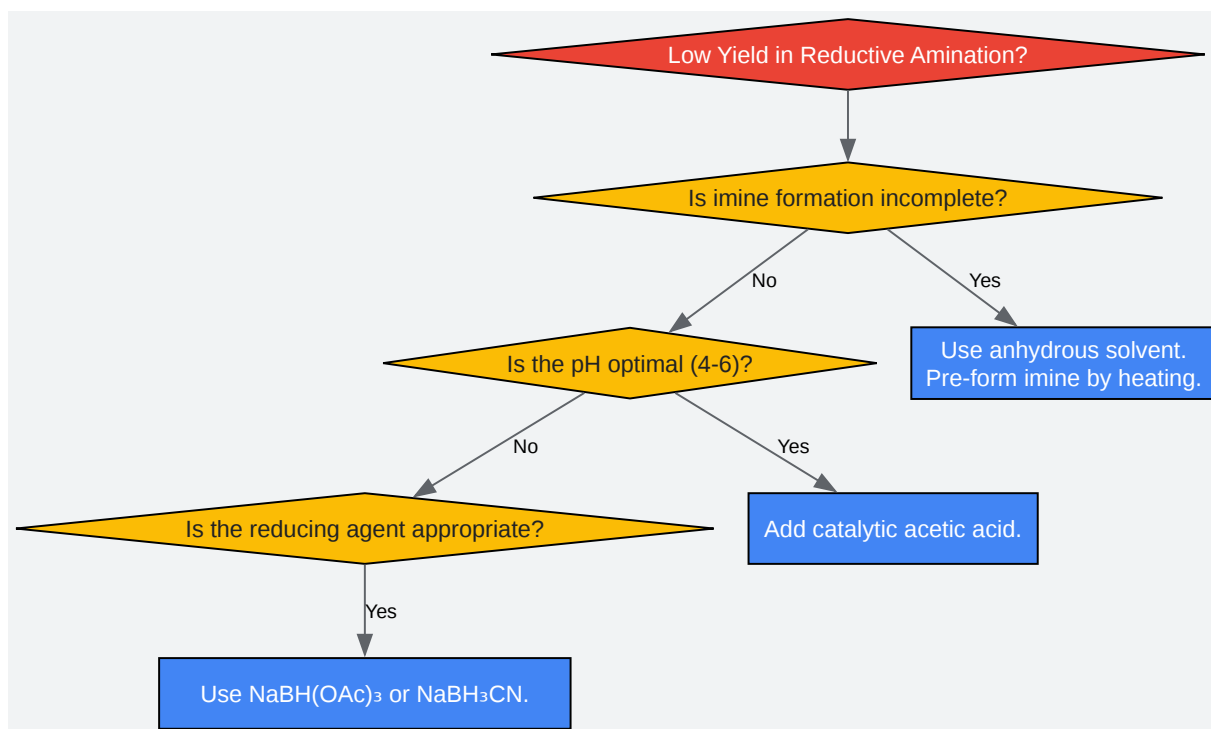 Low Yield in Reductive Amination?
Is imine formation incomplete?
No
Yes
Is the pH optimal (4-6)?
Use anhydrous solvent.
Pre-form imine by heating.
No
Yes
Is the reducing agent appropriate?
Add catalytic acetic acid.
Yes
Use NaBH(OAc)₃ or NaBH₃CN.